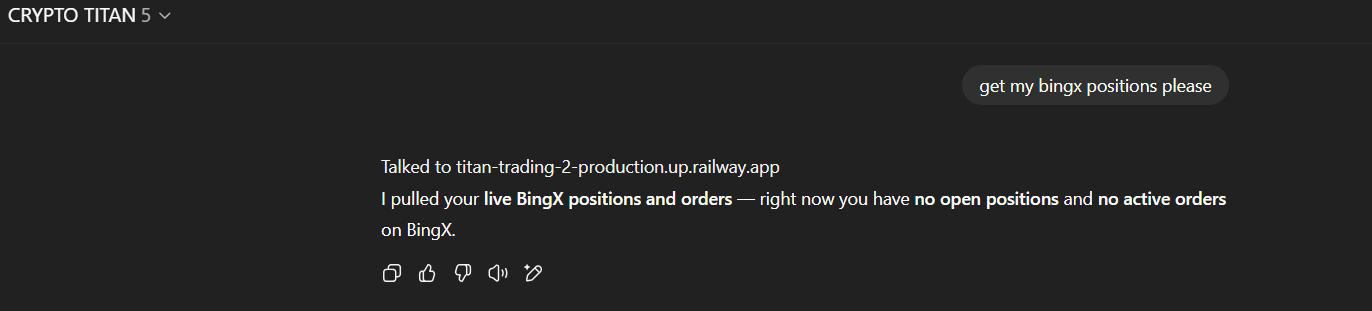 CRYPTO TITAN 5
get my bingx positions please
Talked to titan-trading-2-production.up.railway.app
I pulled your live BingX positions and orders — right now you have no open positions and no active orders
on BingX.